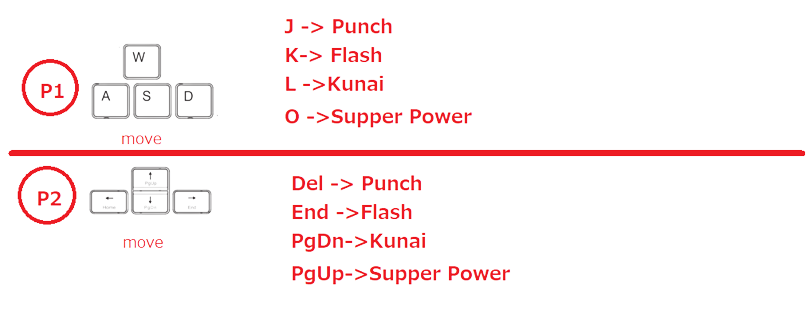 J -> Punch
K-> Flash
L ->Kunai
O ->Supper Power
P1
W
A S D
move
P2
↑
PgUp
← ↓ →
Home PgDn End
move
Del -> Punch
End ->Flash
PgDn->Kunai
PgUp->Supper Power